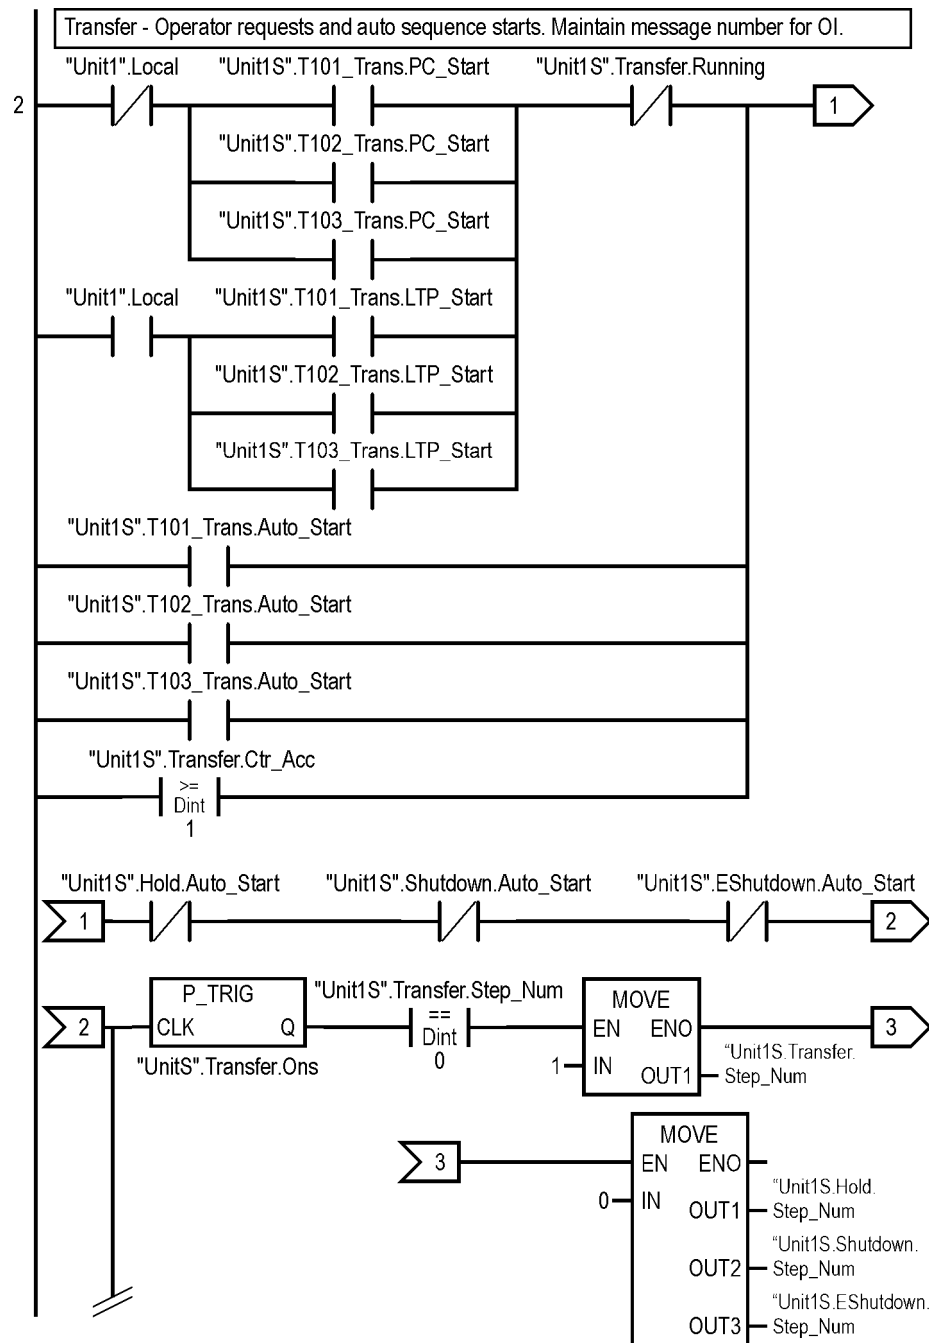 Transfer - Operator requests and auto sequence starts. Maintain message number for OI.
"Unit1".Local "Unit1S".T101_Trans.PC_Start "Unit1S".Transfer.Running
2 1
"Unit1S".T102_Trans.PC_Start
"Unit1S".T103_Trans.PC_Start
"Unit1".Local "Unit1S".T101_Trans.LTP_Start
"Unit1S".T102_Trans.LTP_Start
"Unit1S".T103_Trans.LTP_Start
"Unit1S".T101_Trans.Auto_Start
"Unit1S".T102_Trans.Auto_Start
"Unit1S".T103_Trans.Auto_Start
"Unit1S".Transfer.Ctr_Acc
>=
Dint
1
"Unit1S".Hold.Auto_Start "Unit1S".Shutdown.Auto_Start "Unit1S".EShutdown.Auto_Start
1 2
P_TRIG "Unit1S".Transfer.Step_Num MOVE
2 CLK Q == EN ENO 3
Dint
"UnitS".Transfer.Ons 0 1 IN OUT1 “Unit1S.Transfer.
Step_Num
MOVE
3 EN ENO
0 IN OUT1 “Unit1S.Hold.
Step_Num
OUT2 “Unit1S.Shutdown.
Step_Num
OUT3 “Unit1S.EShutdown.
Step_Num